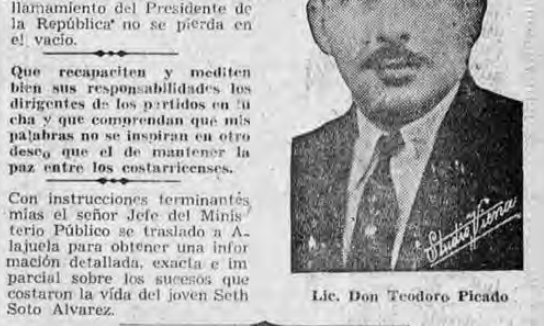 llamamiento del Presidente de
la República" no se pierda en
el vacío.
Que recapaciten y mediten
bien sus responsabilidades los
dirigentes de los partidos en lu
cha y que comprendan que mis
palabras no se inspiran en otro
deseo que el de mantener la
paz entre los costarricenses.
Con instrucciones terminantes
mías el señor Jefe del Minis
terio Público se traslado a A-
lajuela para obtener una infor
mación detallada, exacta e im
parcial sobre los sucesos que
costaron la vida del joven Seth
Soto Alvarez.
Studio Viena
Lic. Don Teodoro Picado